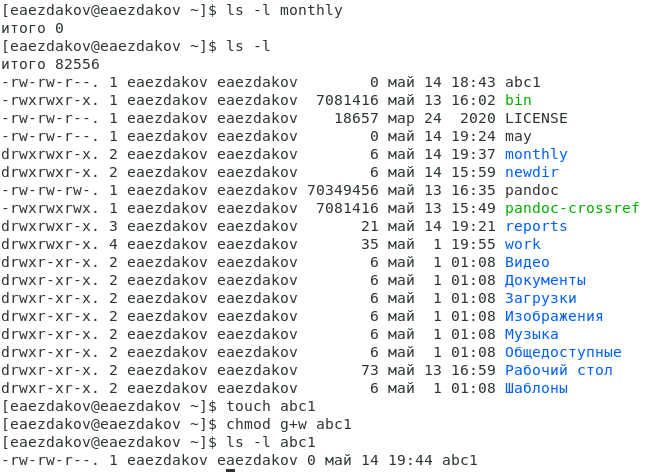 [eaezdakov@eaezdakov ~]$ ls -l monthly
итого 0
[eaezdakov@eaezdakov ~]$ ls -l
итого 82556
-rw-rw-r--. 1 eaezdakov eaezdakov        0 май 14 18:43 abc1
-rwxrwxr-x. 1 eaezdakov eaezdakov  7081416 май 13 16:02 bin
-rw-rw-r--. 1 eaezdakov eaezdakov    18657 мар 24  2020 LICENSE
-rw-rw-r--. 1 eaezdakov eaezdakov        0 май 14 19:24 may
drwxrwxr-x. 2 eaezdakov eaezdakov        6 май 14 19:37 monthly
drwxrwxr-x. 2 eaezdakov eaezdakov        6 май 14 15:59 newdir
-rw-rw-rw-. 1 eaezdakov eaezdakov 70349456 май 13 16:35 pandoc
-rwxrwxrwx. 1 eaezdakov eaezdakov  7081416 май 13 15:49 pandoc-crossref
drwxrwxr-x. 3 eaezdakov eaezdakov       21 май 14 19:21 reports
drwxrwxr-x. 4 eaezdakov eaezdakov       35 май  1 19:55 work
drwxr-xr-x. 2 eaezdakov eaezdakov        6 май  1 01:08 Видео
drwxr-xr-x. 2 eaezdakov eaezdakov        6 май  1 01:08 Документы
drwxr-xr-x. 2 eaezdakov eaezdakov        6 май  1 01:08 Загрузки
drwxr-xr-x. 2 eaezdakov eaezdakov        6 май  1 01:08 Изображения
drwxr-xr-x. 2 eaezdakov eaezdakov        6 май  1 01:08 Музыка
drwxr-xr-x. 2 eaezdakov eaezdakov        6 май  1 01:08 Общедоступные
drwxr-xr-x. 2 eaezdakov eaezdakov       73 май 13 16:59 Рабочий стол
drwxr-xr-x. 2 eaezdakov eaezdakov        6 май  1 01:08 Шаблоны
[eaezdakov@eaezdakov ~]$ touch abc1
[eaezdakov@eaezdakov ~]$ chmod g+w abc1
[eaezdakov@eaezdakov ~]$ ls -l abc1
-rw-rw-r--. 1 eaezdakov eaezdakov 0 май 14 19:44 abc1